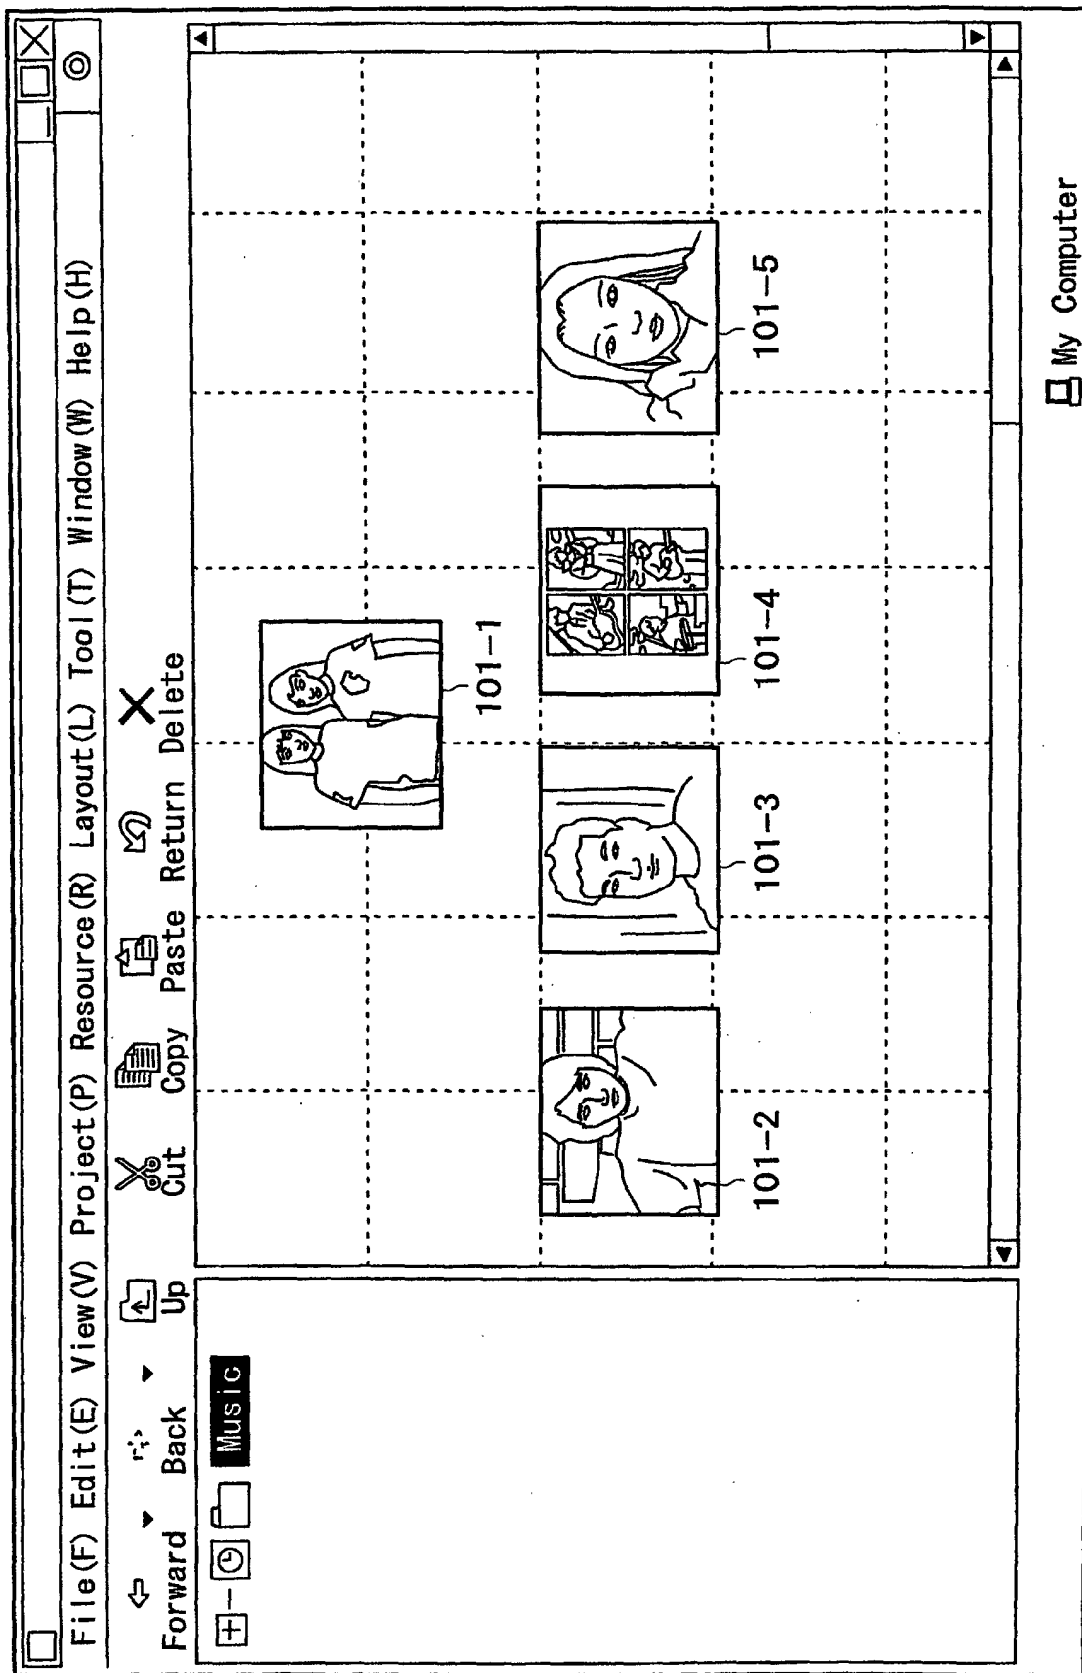 File(F) Edit(E) View(V) Project(P) Resource(R) Layout(L) Tool(T) Window(W) Help(H)
Forward Back Up Cut Copy Paste Return Delete
Music
101-1
101-2 101-3 101-4 101-5
My Computer